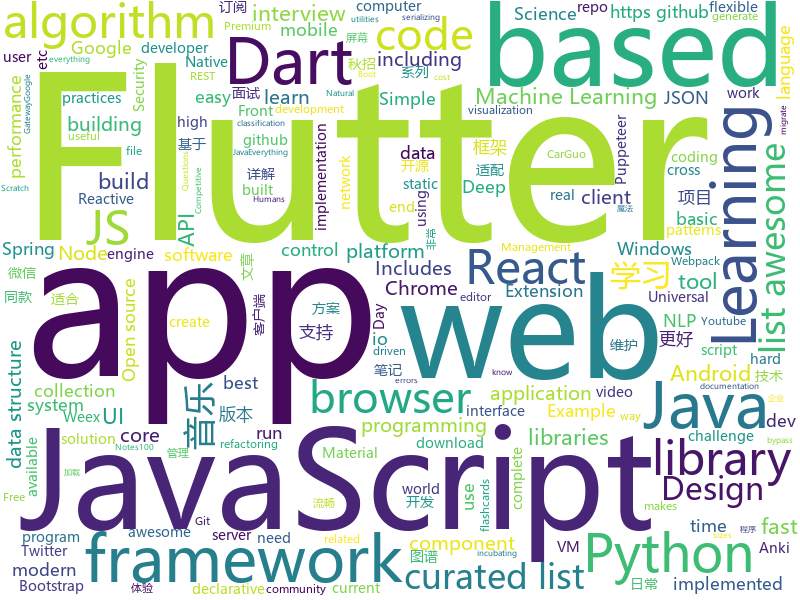 algorithm
interview
订阅
Premium
computer
repo
flexible
utilities
serializing
屏幕
generate
Google
mobile
Science
https github
developer
code
based
Dart
user
etc
Native
REST
秋招
Boot
including
系列
cost
everything
performance
Security
practices
easy
面试
learn
Simple
Machine Learning
JSON
work
language
building
Front
基于
high
github
visualization
Natural
development
框架
Puppeteer
coding
migrate
file
useful
JavaEverything
classification
Questions
Competitive
Humans
data
开源
适配
CarGuo
cross
Scratch
JS
build
详解
built
implementation
network
static
Deep
real
client
项目
Reactive
API
end
using
basic
patterns
Flutter
Spring
Node
engine
control
platform
非常
Management
Windows
Webpack
Learning
list awesome
微信
software
文章
Includes
React
学习
tool
同款
适合
Open source
create
客户端
方案
Chrome
Extension
Universal
editor
Youtube
app
web
支持
io
Day
driven
维护
NLP
更好
script
know
errors
笔记
hard
documentation
Android
技术
企业
data structure
collection
system
best
音乐
browser
application
video
interface
Example
way
Java
dev
Weex
UI
版本
programming
libraries
challenge
solution
Notes100
core
run
download
bypass
available
管理
refactoring
Material
complete
library
加载
JavaScript
flashcards
Design
Free
流畅
world
use
time
fast
makes
程序
program
awesome
Git
server
need
开发
component
VM
Anki
sizes
Twitter
related
图谱
Python
modern
framework
curated list
日常
implemented
Bootstrap
体验
declarative
community
current
incubating